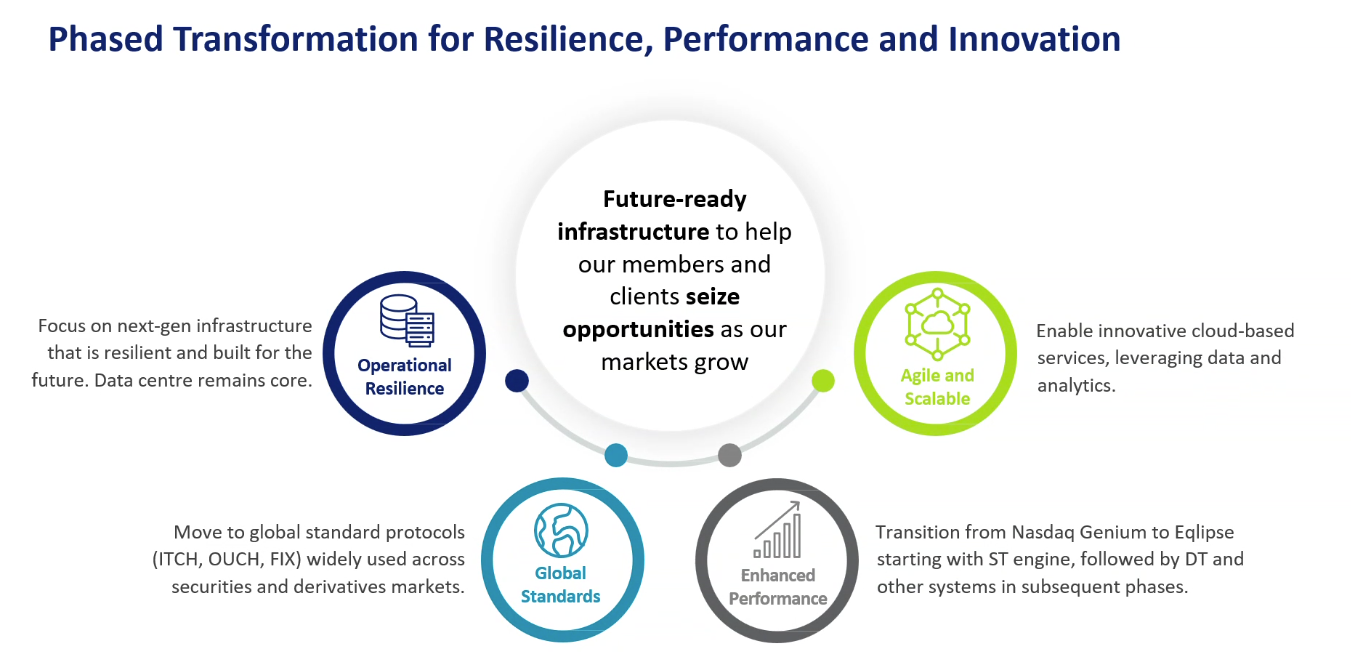 Phased Transformation for Resilience, Performance and Innovation
Future-ready
infrastructure to help
our members and
clients seize
opportunities as our
markets grow
Focus on next-gen infrastructure
that is resilient and built for the
future. Data centre remains core.
Operational
Resilience
Agile and
Scalable
Enable innovative cloud-based
services, leveraging data and
analytics.
Move to global standard protocols
(ITCH, OUCH, FIX) widely used across
securities and derivatives markets.
Global
Standards
Enhanced
Performance
Transition from Nasdaq Genium to Eqlipse
starting with ST engine, followed by DT and
other systems in subsequent phases.